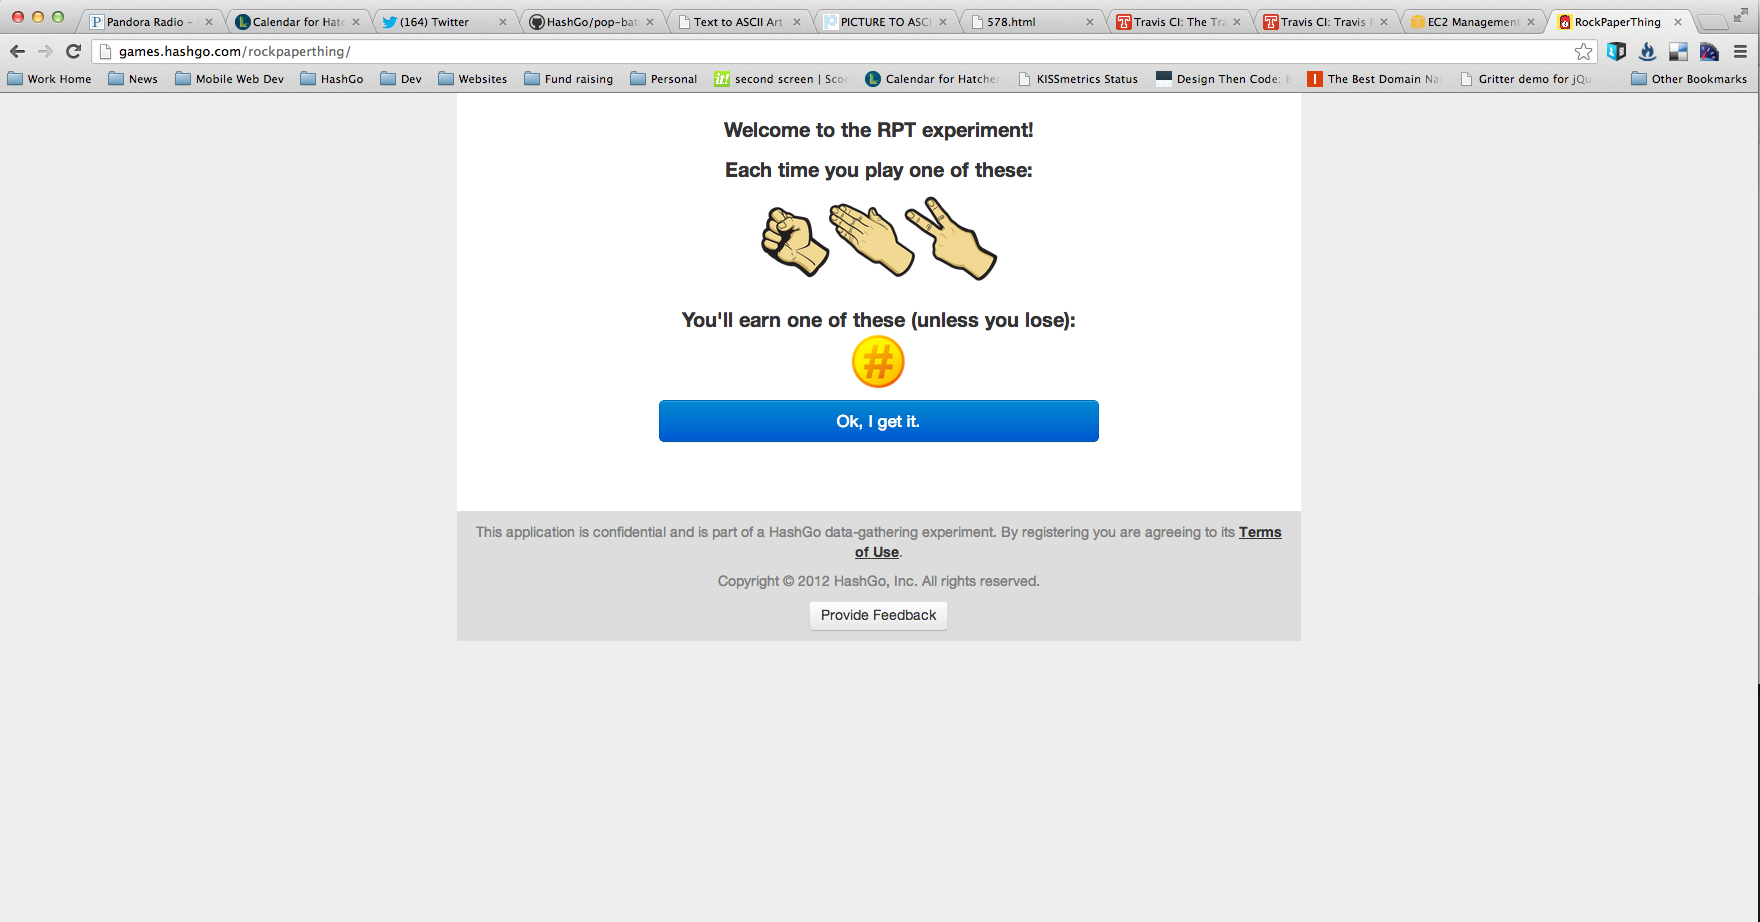 Pandora Radio -
Calendar for Hatc
(164) Twitter
HashGo/pop-bat
Text to ASCII Art
PICTURE TO ASCI
578.html
Travis CI: The Tra
Travis CI: Travis
EC2 Management
RockPaperThing
games.hashgo.com/rockpaperthing/
Work Home
News
Mobile Web Dev
HashGo
Dev
Websites
Fund raising
Personal
it! second screen | Scoo
Calendar for Hatcher
KISSmetrics Status
Design Then Code:
The Best Domain Na
Gritter demo for jQu
Other Bookmarks
Welcome to the RPT experiment!
Each time you play one of these:
You'll earn one of these (unless you lose):
#
Ok, I get it.
This application is confidential and is part of a HashGo data-gathering experiment. By registering you are agreeing to its Terms
of Use.
Copyright © 2012 HashGo, Inc. All rights reserved.
Provide Feedback